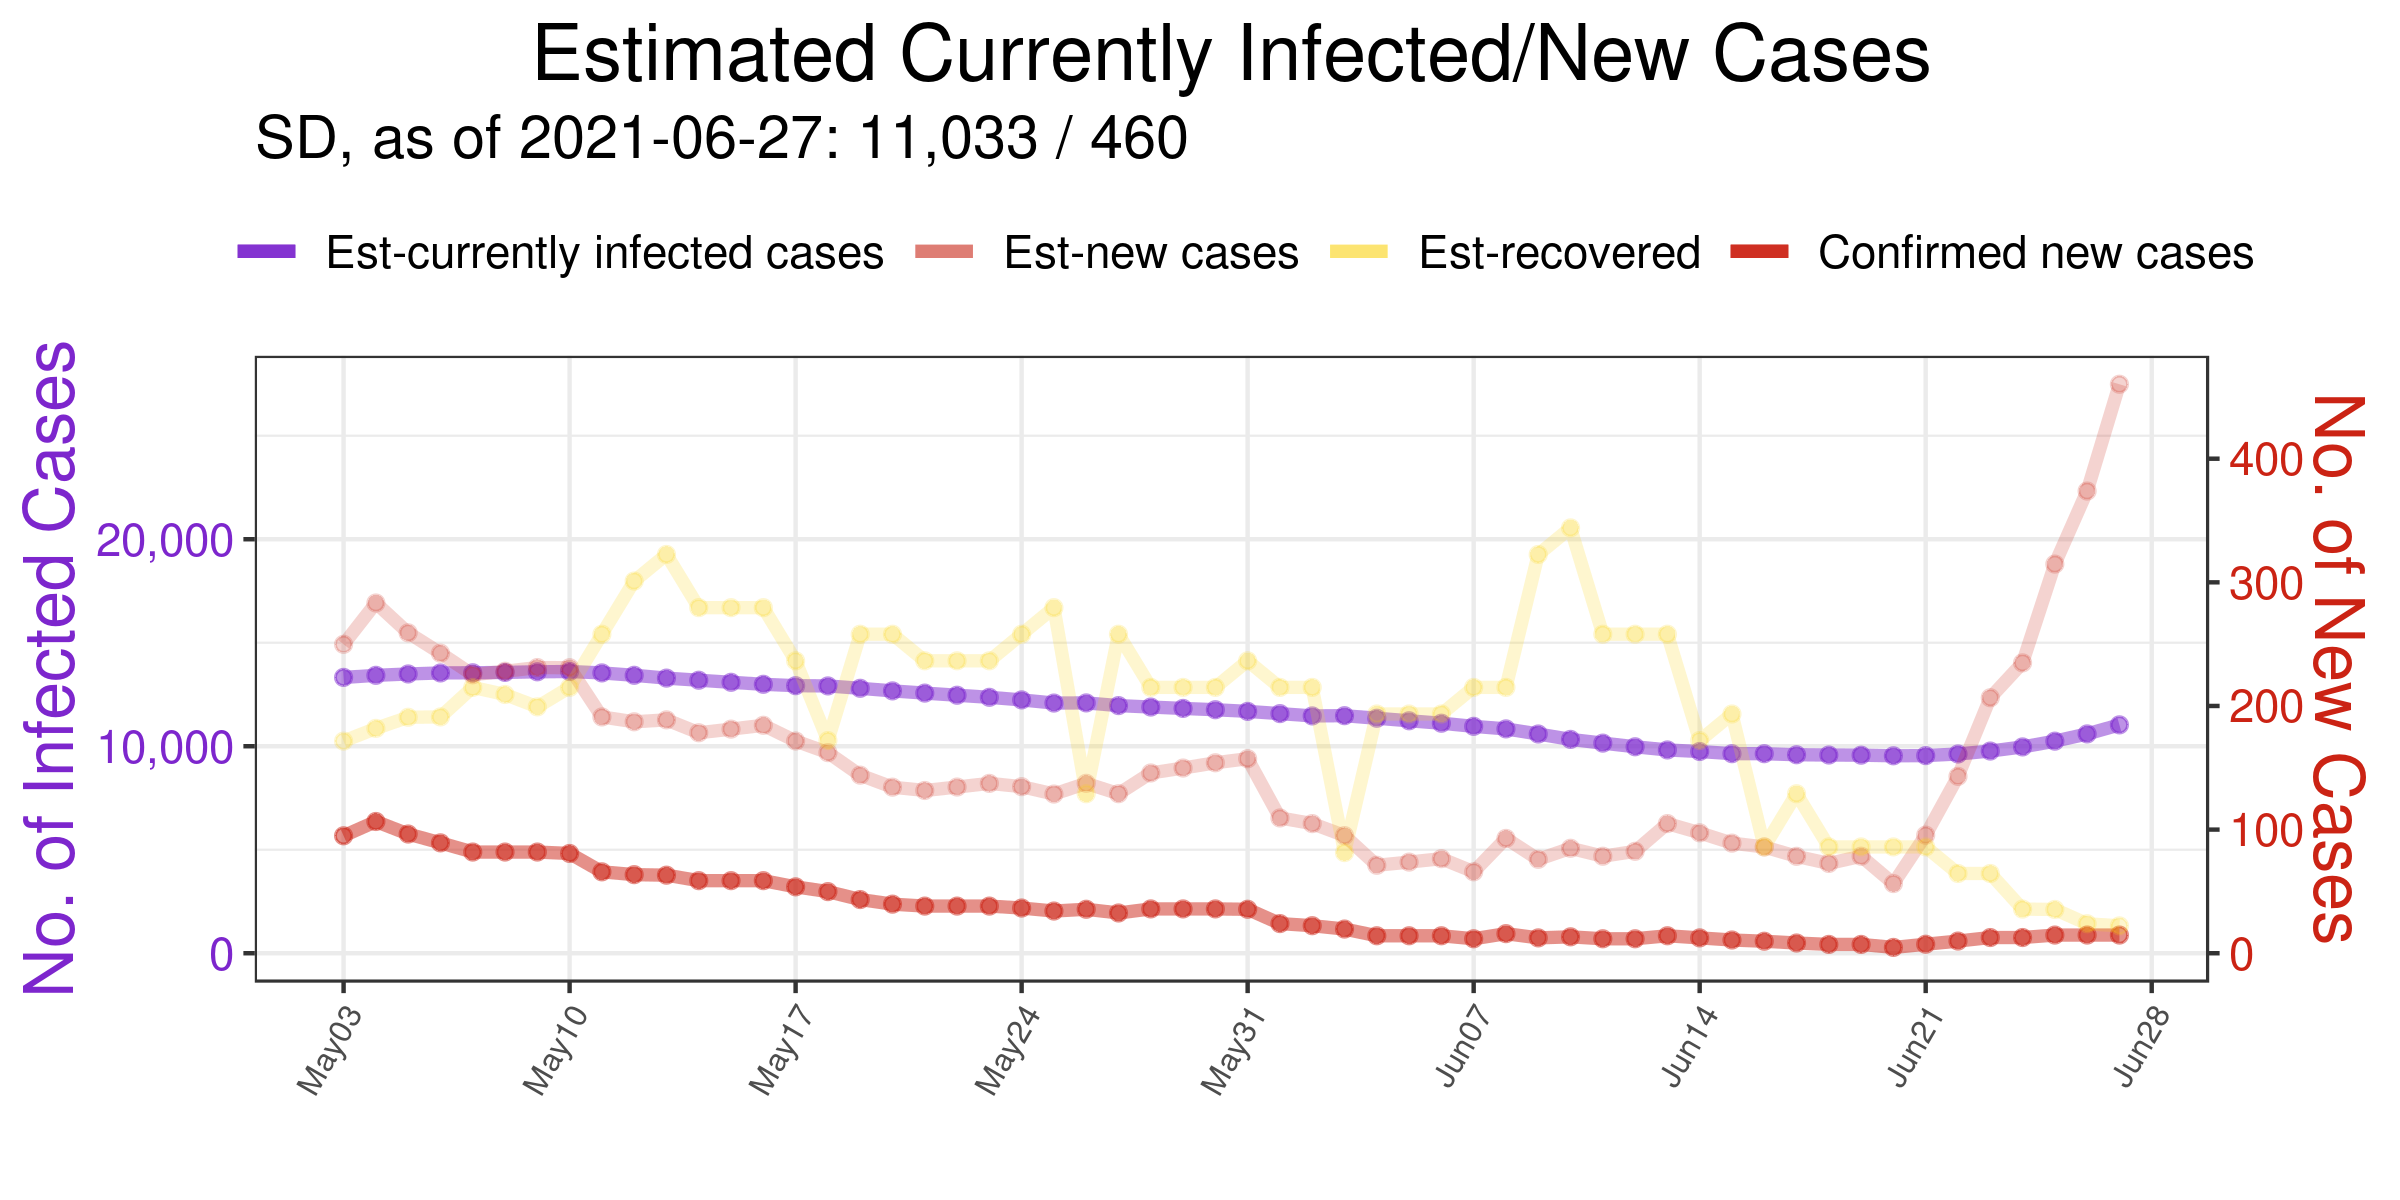 Estimated Currently Infected/New Cases
SD, as of 2021-06-27: 11,033 / 460
Est-currently infected cases Est-new cases Est-recovered Confirmed new cases
No. of Infected Cases
20,000
10,000
0
No. of New Cases
400
300
200
100
0
May03 May10 May17 May24 May31 Jun07 Jun14 Jun21 Jun28